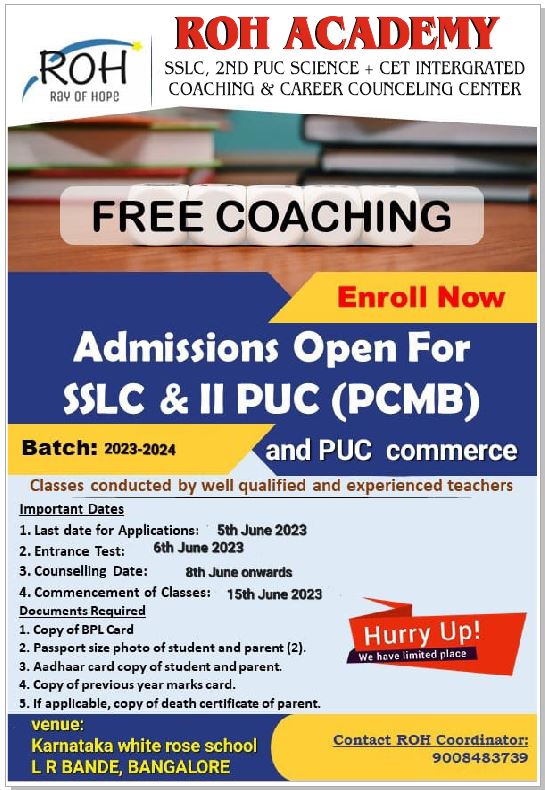 ROH
RAY OF HOPE
ROH ACADEMY
SSLC, 2ND PUC SCIENCE + CET INTERGRATED
COACHING & CAREER COUNCELING CENTER
FREE COACHING
Enroll Now
Admissions Open For
SSLC & II PUC (PCMB)
Batch: 2023-2024
and PUC commerce
Classes conducted by well qualified and experienced teachers
Important Dates
1. Last date for Applications: 5th June 2023
2. Entrance Test: 6th June 2023
3. Counselling Date: 8th June onwards
4. Commencement of Classes: 15th June 2023
Documents Required
1. Copy of BPL Card
2. Passport size photo of student and parent (2).
3. Aadhaar card copy of student and parent.
4. Copy of previous year marks card.
5. If applicable, copy of death certificate of parent.
Hurry Up!
We have limited place
venue:
Karnataka white rose school
L R BANDE, BANGALORE
Contact ROH Coordinator:
9008483739